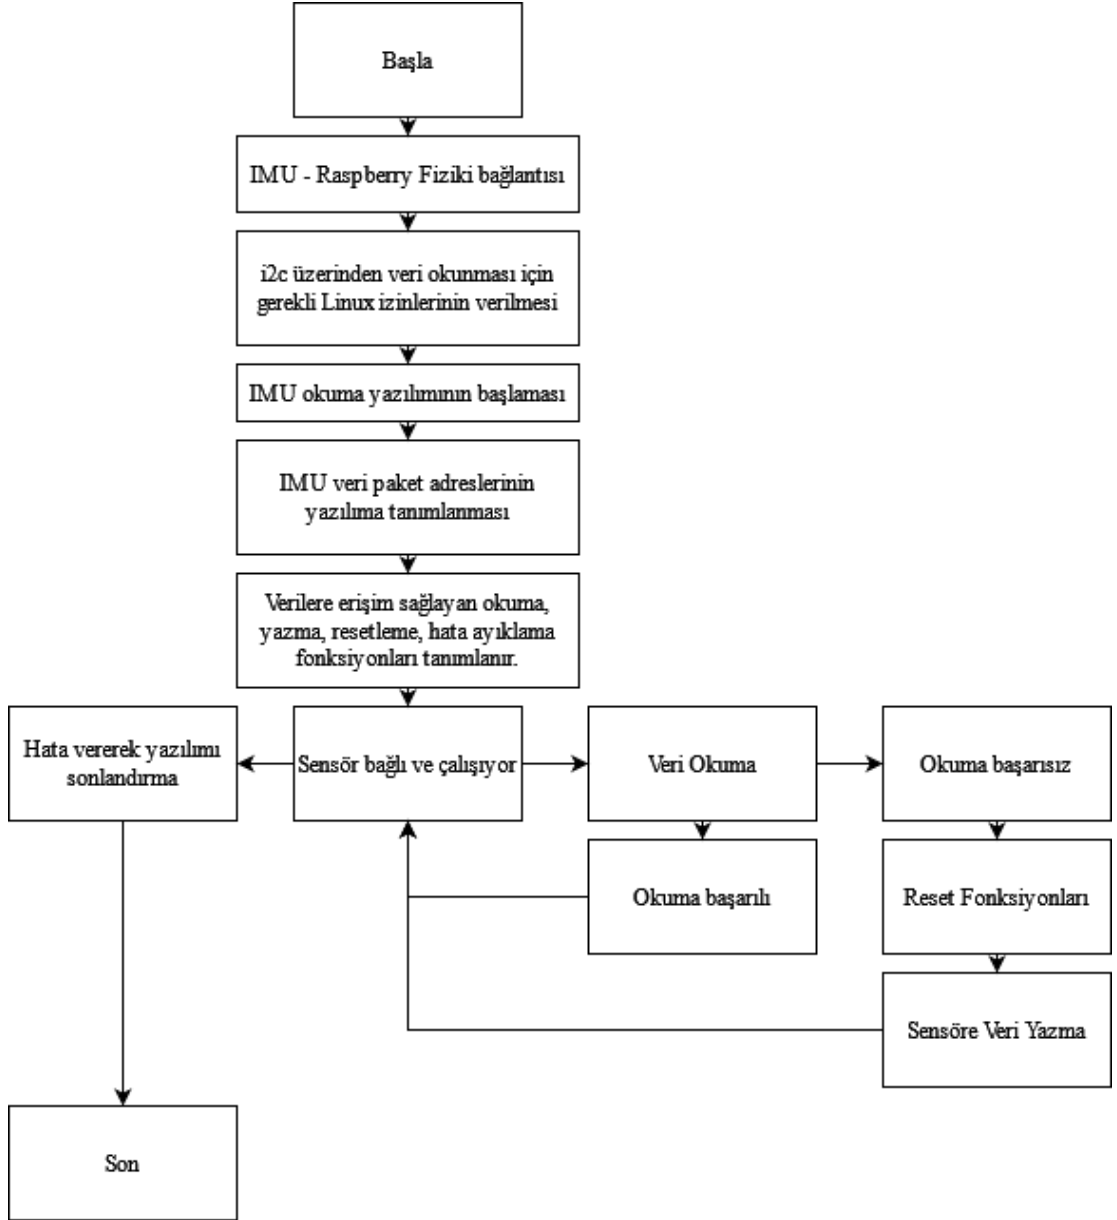 Başla
IMU - Raspberry Fiziki bağlantısı
i2c üzerinden veri okunması için
gerekli Linux izinlerinin verilmesi
IMU okuma yazılımının başlaması
IMU veri paket adreslerinin
yazılıma tanımlanması
Verilere erişim sağlayan okuma,
yazma, resetleme, hata ayıklama
fonksiyonları tanımlanır.
Hata vererek yazılımı
sonlandırma
Sensör bağlı ve çalışıyor
Veri Okuma
Okuma başarısız
Okuma başarılı
Reset Fonksiyonları
Sensöre Veri Yazma
Son